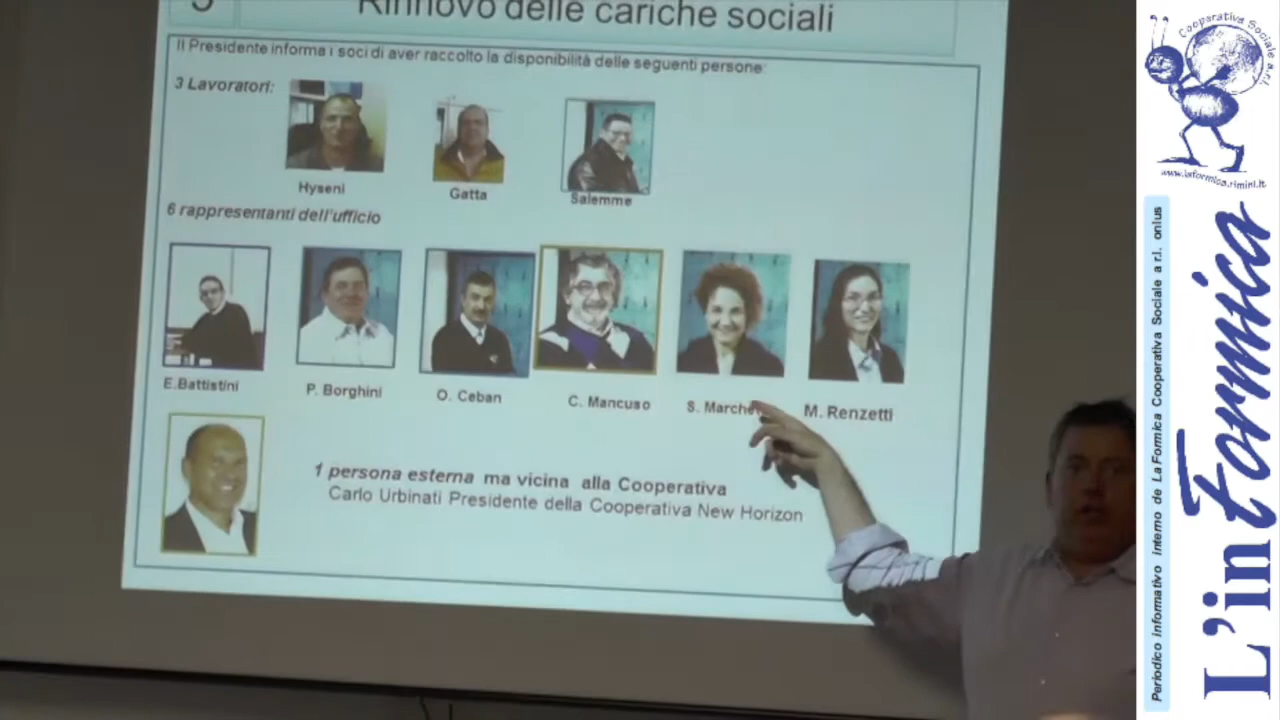 3
Rinnovo delle cariche sociali
Il Presidente informa i soci di aver raccolto la disponibilità delle seguenti persone:
3 Lavoratori:
Hyseni
Gatta
Salemme
6 rappresentanti dell'ufficio
E.Battistini
P. Borghini
O. Ceban
C. Mancuso
S. Marche
M. Renzetti
1 persona esterna ma vicina alla Cooperativa
Carlo Urbinati Presidente della Cooperativa New Horizon
Cooperativa Sociale a r.l.
www.laformica.rimini.it
Periodico informativo interno de La Formica Cooperativa Sociale a r.l. onlus
L'inFormica